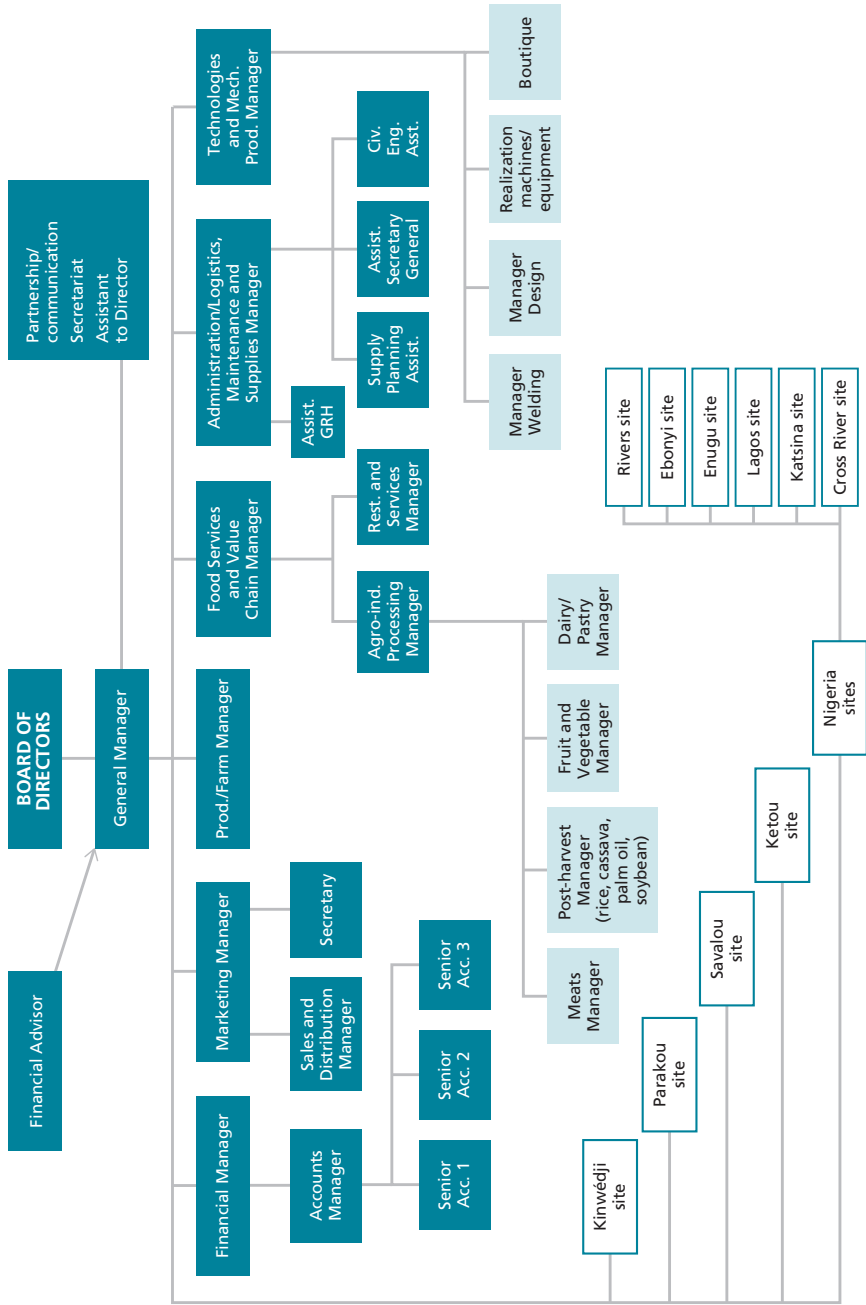 BOARD OF
DIRECTORS
Financial Advisor
General Manager
Partnership/
communication
Secretariat
Assistant
to Director
Financial Manager
Marketing Manager
Prod./Farm Manager
Food Services
and Value
Chain Manager
Administration/Logistics,
Maintenance and
Supplies Manager
Technologies
and Mech.
Prod. Manager
Accounts
Manager
Sales and
Distribution
Manager
Secretary
Assist.
GRH
Agro-ind.
Processing
Manager
Rest. and
Services
Manager
Supply
Planning
Assist.
Assist.
Secretary
General
Civ.
Eng.
Asst.
Senior
Acc. 1
Senior
Acc. 2
Senior
Acc. 3
Manager
Welding
Manager
Design
Realization
machines/
equipment
Boutique
Meats
Manager
Post-harvest
Manager
(rice, cassava,
palm oil,
soybean)
Fruit and
Vegetable
Manager
Dairy/
Pastry
Manager
Kinwédji
site
Parakou
site
Savalou
site
Ketou
site
Nigeria
sites
Rivers site
Ebonyi site
Enugu site
Lagos site
Katsina site
Cross River site